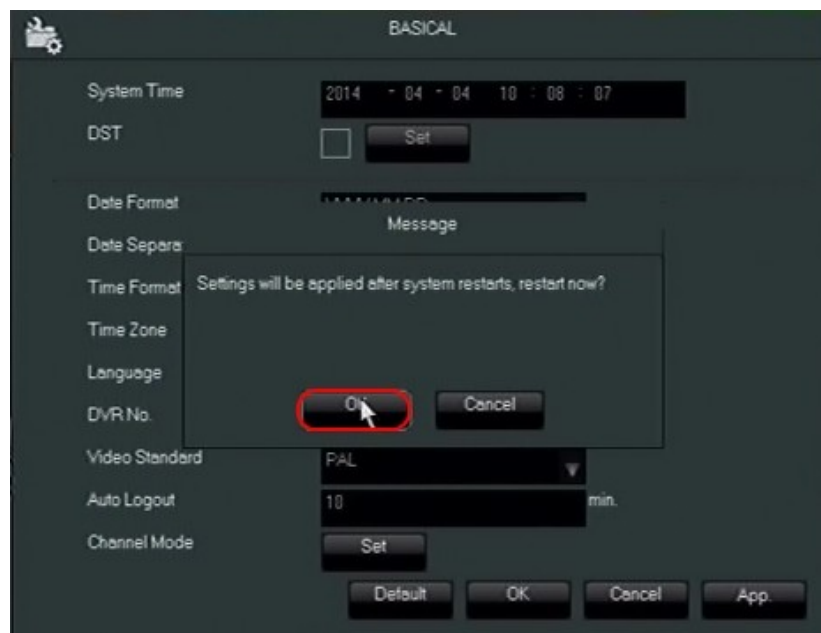 BASICAL
System Time 2014 - 04 - 04 10 : 08 : 07
DST Set
Date Format
Message
Date Separa
Time Format
Settings will be applied after system restarts, restart now?
Time Zone
Language
Cancel
DVR No.
Video Standard PAL
Auto Logout 10 min.
Channel Mode Set
Default OK Cancel App.